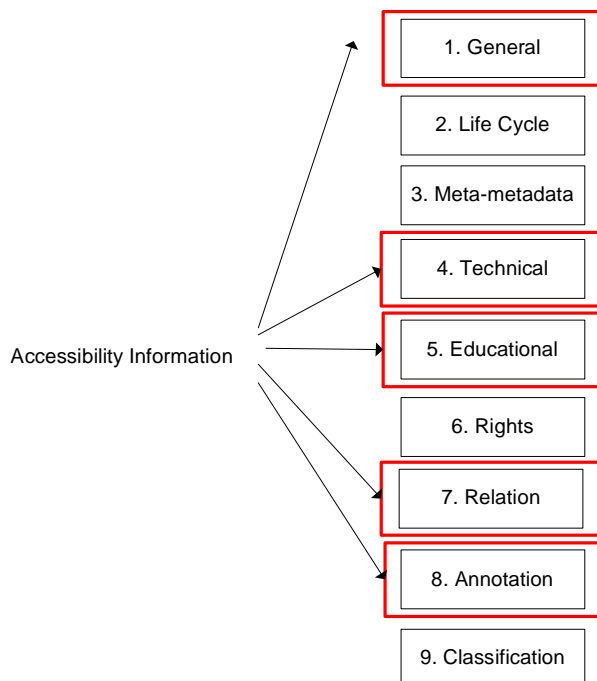 1. General
2. Life Cycle
3. Meta-metadata
4. Technical
Accessibility Information
5. Educational
6. Rights
7. Relation
8. Annotation
9. Classification